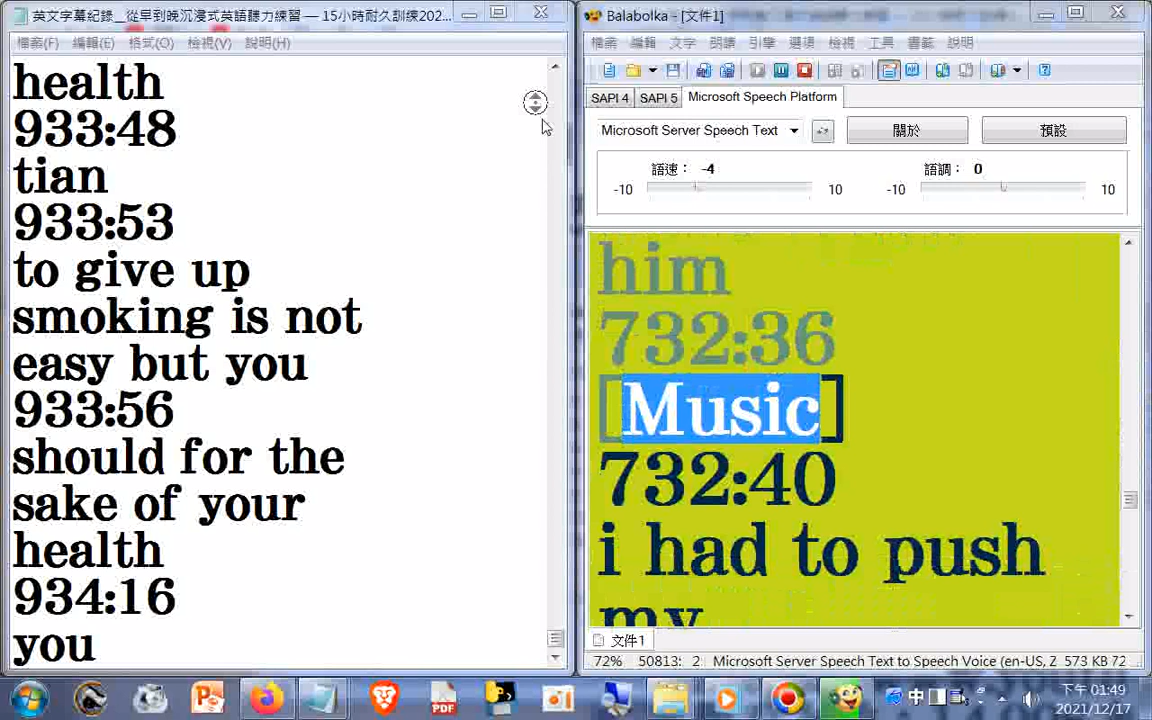 英文字幕紀錄__從早到晚沉浸式英語聽力練習 — 15小時耐久訓練202...
檔案(F) 編輯(E) 格式(O) 檢視(V) 說明(H)
health
933:48
tian
933:53
to give up
smoking is not
easy but you
933:56
should for the
sake of your
health
934:16
you
Balabolka - [文件1]
檔案 編輯 文字 朗讀 引擎 選項 檢視 工具 書籤 說明
SAPI 4 SAPI 5 Microsoft Speech Platform
Microsoft Server Speech Text 關於 預設
語速： -4 語調： 0
-10 10 -10 10
him
732:36
[Music]
732:40
i had to push
my
文件1
72% 50813: 2 Microsoft Server Speech Text to Speech Voice (en-US, Z 573 KB 72
PDF 中 下午 01:49
2021/12/17